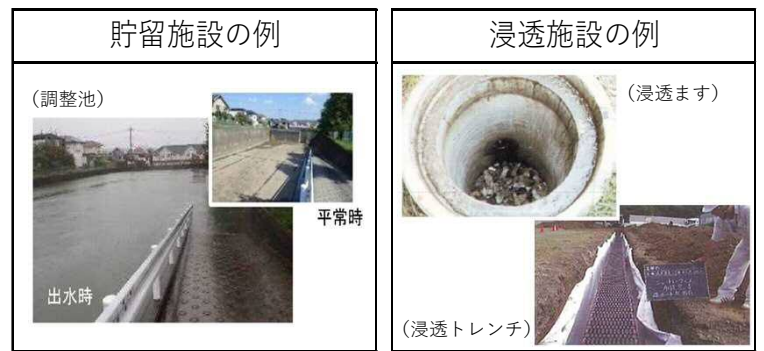 貯留施設の例
(調整池)
平常時
出水時
浸透施設の例
(浸透ます)
(浸透トレンチ)